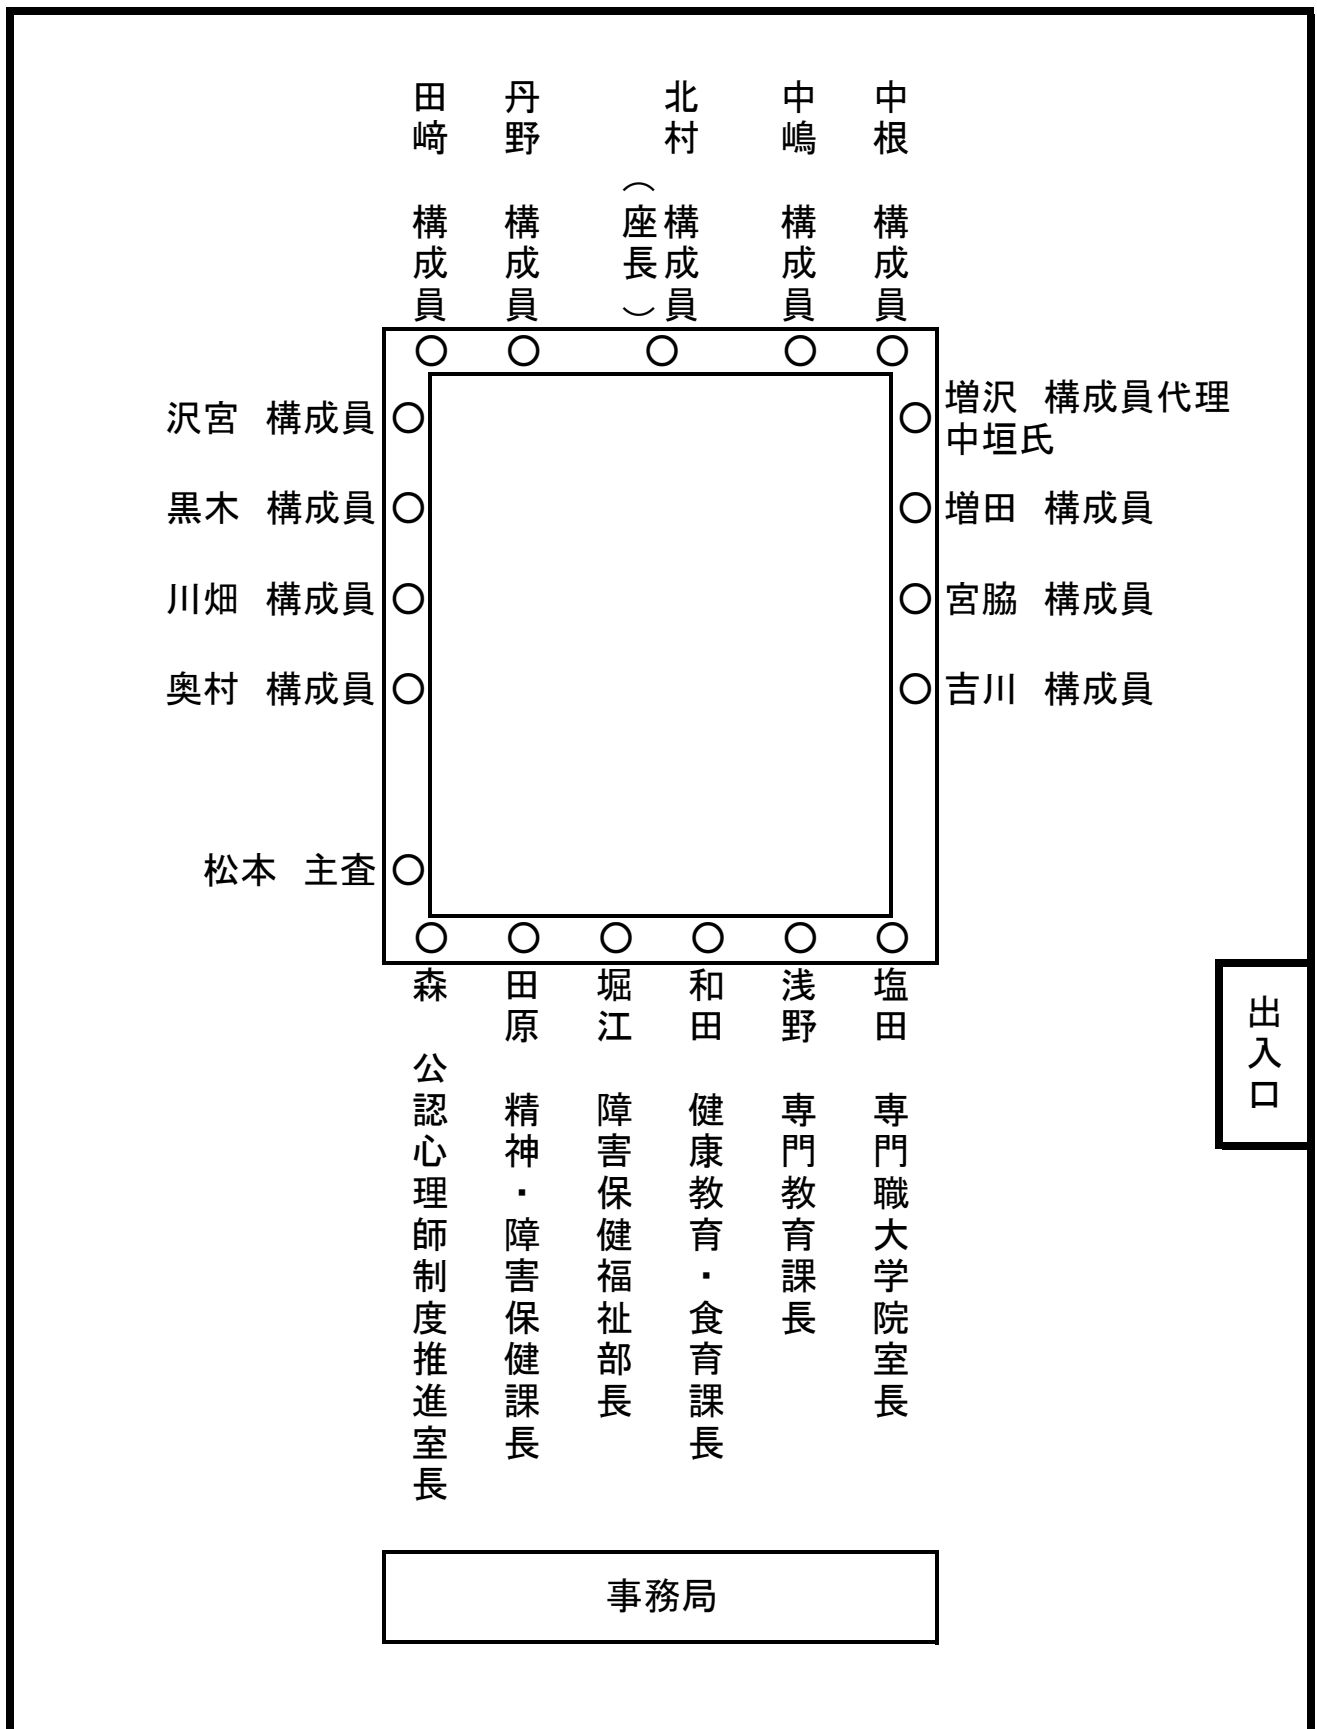 中根　構成員
中嶋　構成員
北村　構成員
（座長）
丹野　構成員
田﨑　構成員
沢宮　構成員
黒木　構成員
川畑　構成員
奥村　構成員
松本　主査
増沢　構成員代理
中垣氏
増田　構成員
宮脇　構成員
吉川　構成員
塩田　専門職大学院室長
浅野　専門教育課長
和田　健康教育・食育課長
堀江　障害保健福祉部長
田原　精神・障害保健課長
森　公認心理師制度推進室長
出入口
事務局